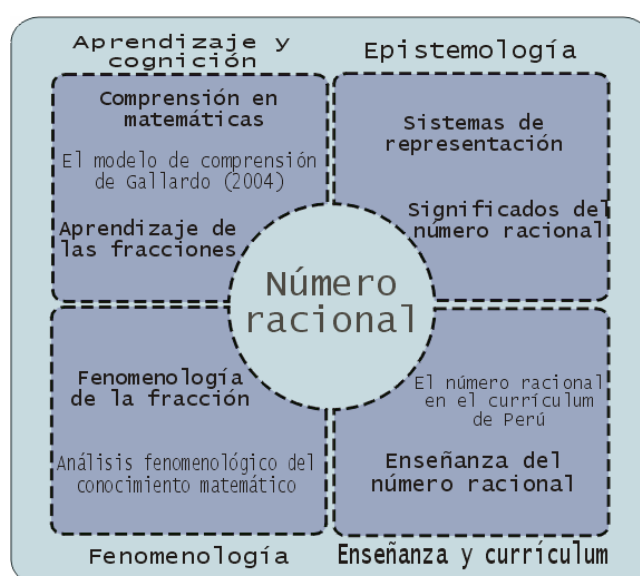 Aprendizaje y
cognición
Comprensión en
matemáticas
El modelo de comprensión
de Gallardo (2004)
Aprendizaje de
las fracciones
Epistemología
Sistemas de
representación
Significados del
número racional
Número
racional
Fenomenología
de la fracción
Análisis fenomenológico del
conocimiento matemático
Fenomenología
El número racional
en el currículum
de Perú
Enseñanza del
número racional
Enseñanza y currículum